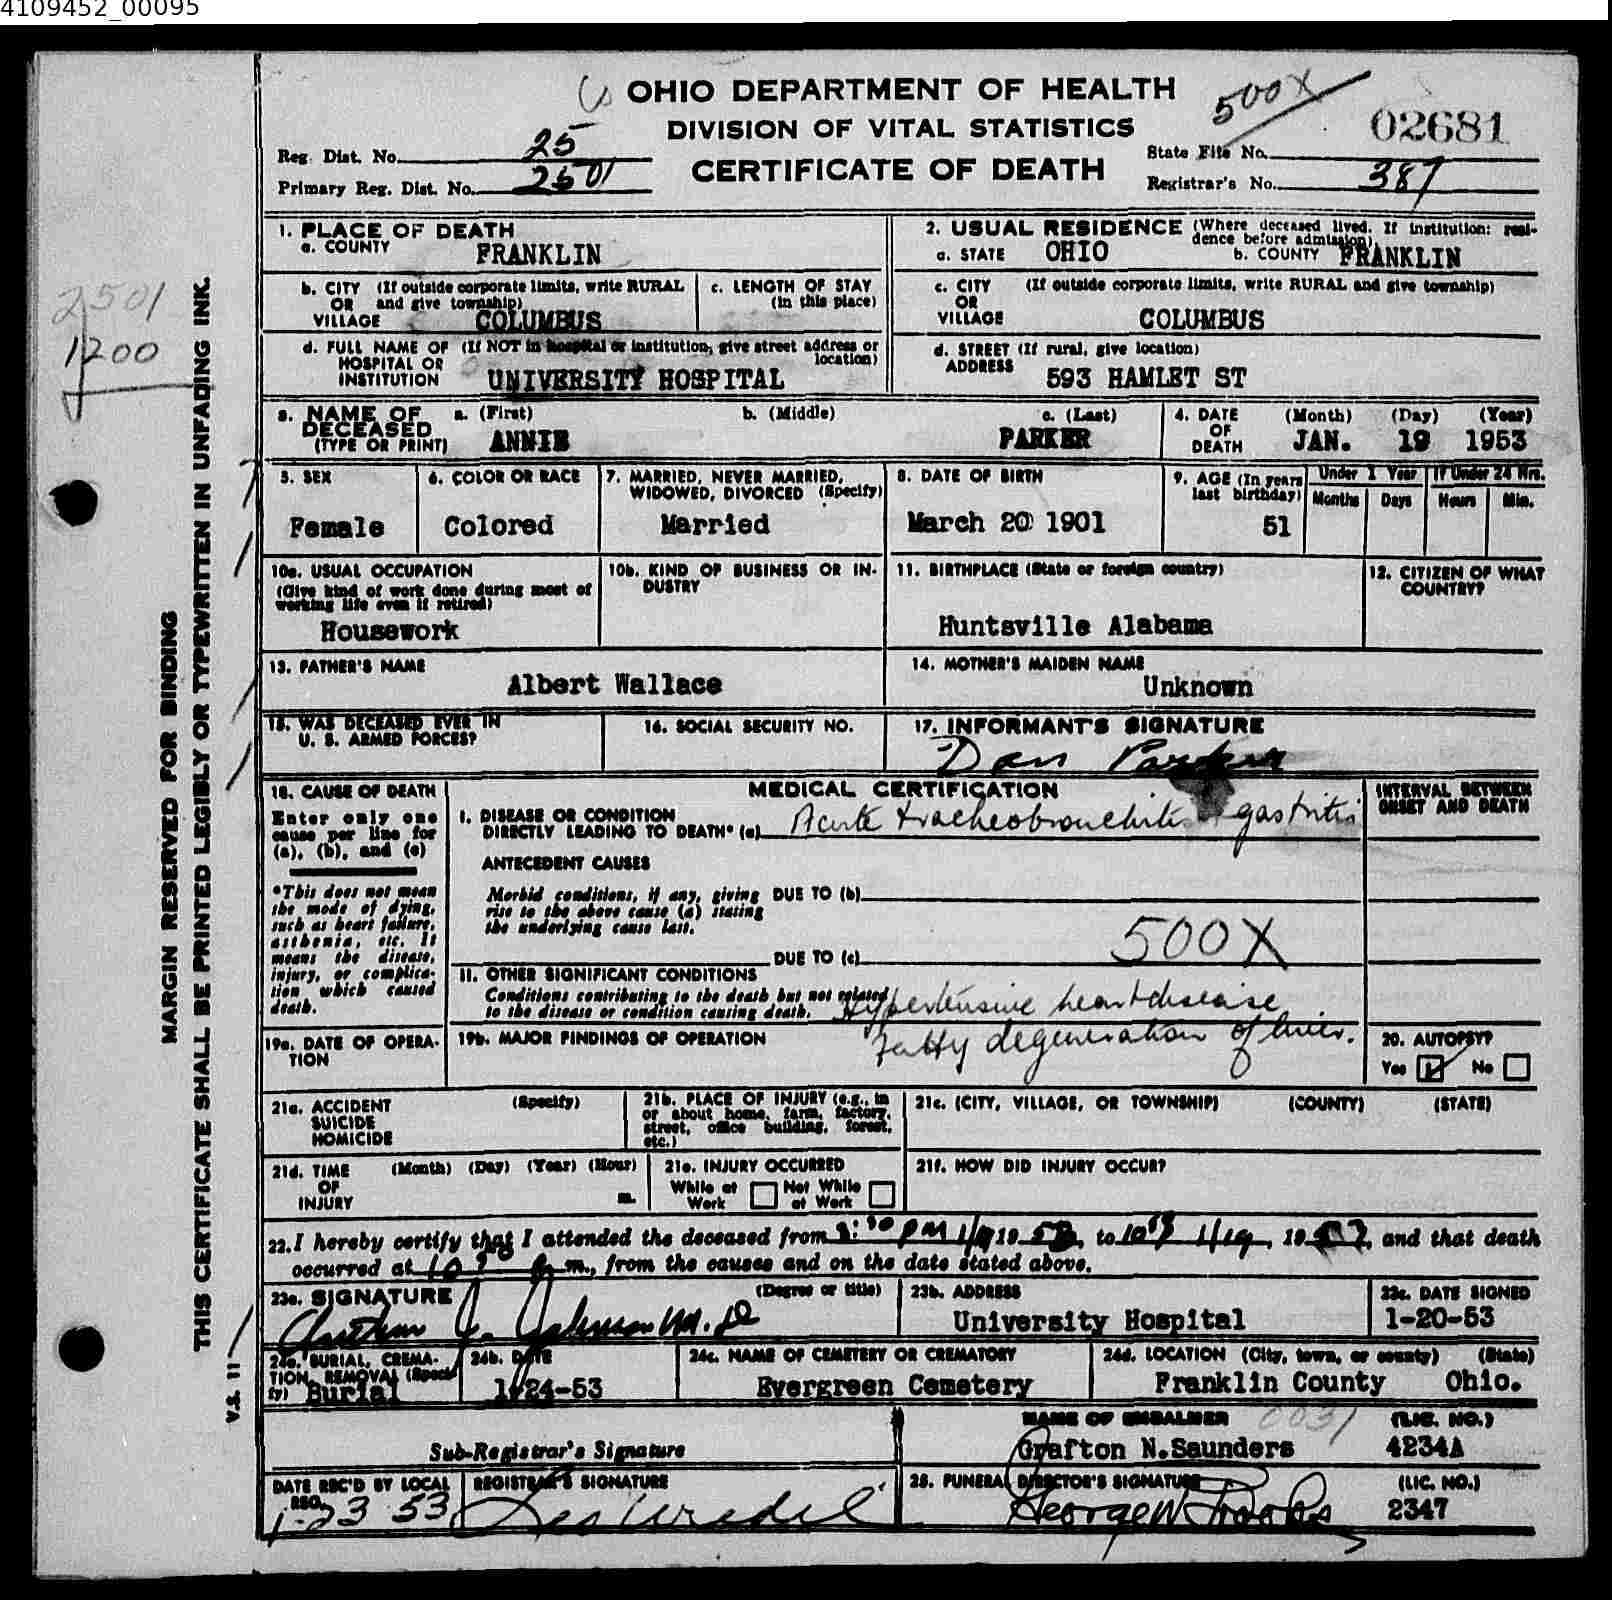 4109452_00095
OHIO DEPARTMENT OF HEALTH
DIVISION OF VITAL STATISTICS
CERTIFICATE OF DEATH
500X
02681
Reg. Dist. No. 25
Primary Reg. Dist. No. 2501
State File No.
Registrar's No. 387
2501
1200
MARGIN RESERVED FOR BINDING
THIS CERTIFICATE SHALL BE PRINTED LEGIBLY OR TYPEWRITTEN IN UNFADING INK.
V.S. 11
1. PLACE OF DEATH
a. COUNTY FRANKLIN
2. USUAL RESIDENCE (Where deceased lived. If institution: resi-
dence before admission)
a. STATE OHIO b. COUNTY FRANKLIN
b. CITY (If outside corporate limits, write RURAL
OR and give township)
VILLAGE COLUMBUS
c. LENGTH OF STAY
(in this place)
c. CITY (If outside corporate limits, write RURAL and give township)
OR
VILLAGE COLUMBUS
d. FULL NAME OF (If NOT in hospital or institution, give street address or
HOSPITAL OR location)
INSTITUTION UNIVERSITY HOSPITAL
d. STREET (If rural, give location)
ADDRESS 593 HAMLET ST
3. NAME OF a. (First) b. (Middle) c. (Last)
DECEASED
(TYPE OR PRINT) ANNIE PARKER
4. DATE (Month) (Day) (Year)
OF
DEATH JAN. 19 1953
5. SEX
Female
6. COLOR OR RACE
Colored
7. MARRIED, NEVER MARRIED,
WIDOWED, DIVORCED (Specify)
Married
8. DATE OF BIRTH
March 20 1901
9. AGE (In years
last birthday)
51
Under 1 Year
Months Days
If Under 24 Hrs.
Hours Min.
10a. USUAL OCCUPATION
(Give kind of work done during most of
working life even if retired)
Housework
10b. KIND OF BUSINESS OR IN-
DUSTRY
11. BIRTHPLACE (State or foreign country)
Huntsville Alabama
12. CITIZEN OF WHAT
COUNTRY?
13. FATHER'S NAME
Albert Wallace
14. MOTHER'S MAIDEN NAME
Unknown
15. WAS DECEASED EVER IN
U. S. ARMED FORCES?
16. SOCIAL SECURITY NO.
17. INFORMANT'S SIGNATURE
Dan Parker
18. CAUSE OF DEATH
Enter only one
cause per line for
(a), (b), and (c)
*This does not mean
the mode of dying,
such as heart failure,
asthenia, etc. It
means the disease,
injury, or complica-
tion which caused
death.
MEDICAL CERTIFICATION
I. DISEASE OR CONDITION
DIRECTLY LEADING TO DEATH* (a) Acute tracheobronchitis gastritis
ANTECEDENT CAUSES
Morbid conditions, if any, giving DUE TO (b)
rise to the above cause (a) stating
the underlying cause last.
DUE TO (c) 500X
II. OTHER SIGNIFICANT CONDITIONS
Conditions contributing to the death but not related
to the disease or condition causing death. Hypertensive heart disease
Fatty degeneration of liver.
INTERVAL BETWEEN
ONSET AND DEATH
19a. DATE OF OPERA-
TION
19b. MAJOR FINDINGS OF OPERATION
20. AUTOPSY?
Yes No
21a. ACCIDENT (Specify)
SUICIDE
HOMICIDE
21b. PLACE OF INJURY (e.g., in
or about home, farm, factory,
street, office building, forest,
etc.)
21c. (CITY, VILLAGE, OR TOWNSHIP) (COUNTY) (STATE)
21d. TIME (Month) (Day) (Year) (Hour)
OF
INJURY m.
21e. INJURY OCCURRED
While at Work Not While at Work
21f. HOW DID INJURY OCCUR?
22. I hereby certify that I attended the deceased from PM 19 53, to 1/19, 19, and that death
occurred at m., from the causes and on the date stated above.
23a. SIGNATURE (Degree or title)
Arthur G. Johnson M.D.
23b. ADDRESS
University Hospital
23c. DATE SIGNED
1-20-53
24a. BURIAL, CREMA-
TION, REMOVAL (Speci-
fy) Burial
24b. DATE
1-24-53
24c. NAME OF CEMETERY OR CREMATORY
Evergreen Cemetery
24d. LOCATION (City, town, or county) (State)
Franklin County Ohio.
Sub-Registrar's Signature
NAME OF EMBALMER 0031 (LIC. NO.)
Grafton N.Saunders 4234A
DATE REC'D BY LOCAL
REG.
1-23 53
REGISTRAR'S SIGNATURE
25. FUNERAL DIRECTOR'S SIGNATURE (LIC. NO.)
2347